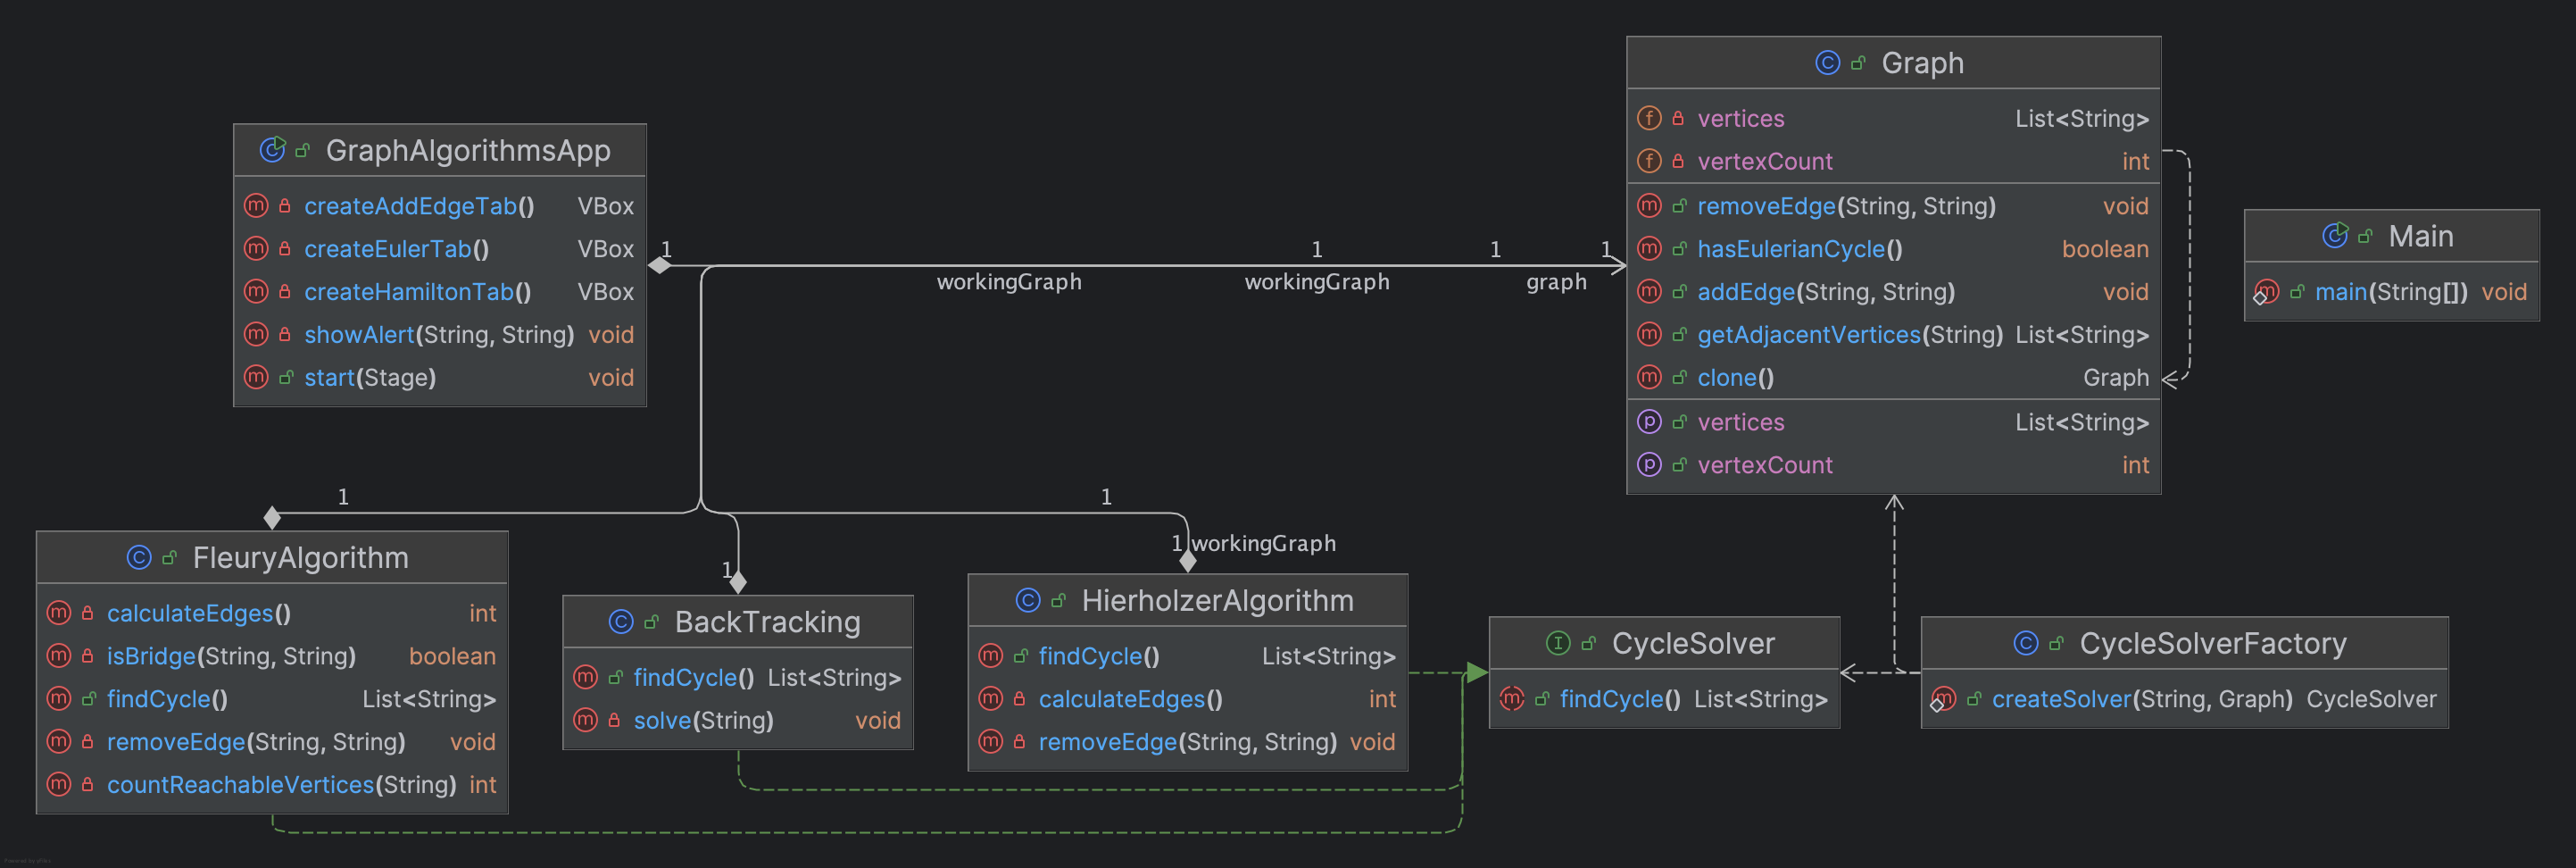 GraphAlgorithmsApp
createAddEdgeTab() VBox
createEulerTab() VBox
createHamiltonTab() VBox
showAlert(String, String) void
start(Stage) void
1
workingGraph
1
workingGraph
1
graph
1
Graph
vertices List<String>
vertexCount int
removeEdge(String, String) void
hasEulerianCycle() boolean
addEdge(String, String) void
getAdjacentVertices(String) List<String>
clone() Graph
vertices List<String>
vertexCount int
Main
main(String[]) void
1
FleuryAlgorithm
calculateEdges() int
isBridge(String, String) boolean
findCycle() List<String>
removeEdge(String, String) void
countReachableVertices(String) int
1
BackTracking
findCycle() List<String>
solve(String) void
1
1 workingGraph
HierholzerAlgorithm
findCycle() List<String>
calculateEdges() int
removeEdge(String, String) void
CycleSolver
findCycle() List<String>
CycleSolverFactory
createSolver(String, Graph) CycleSolver